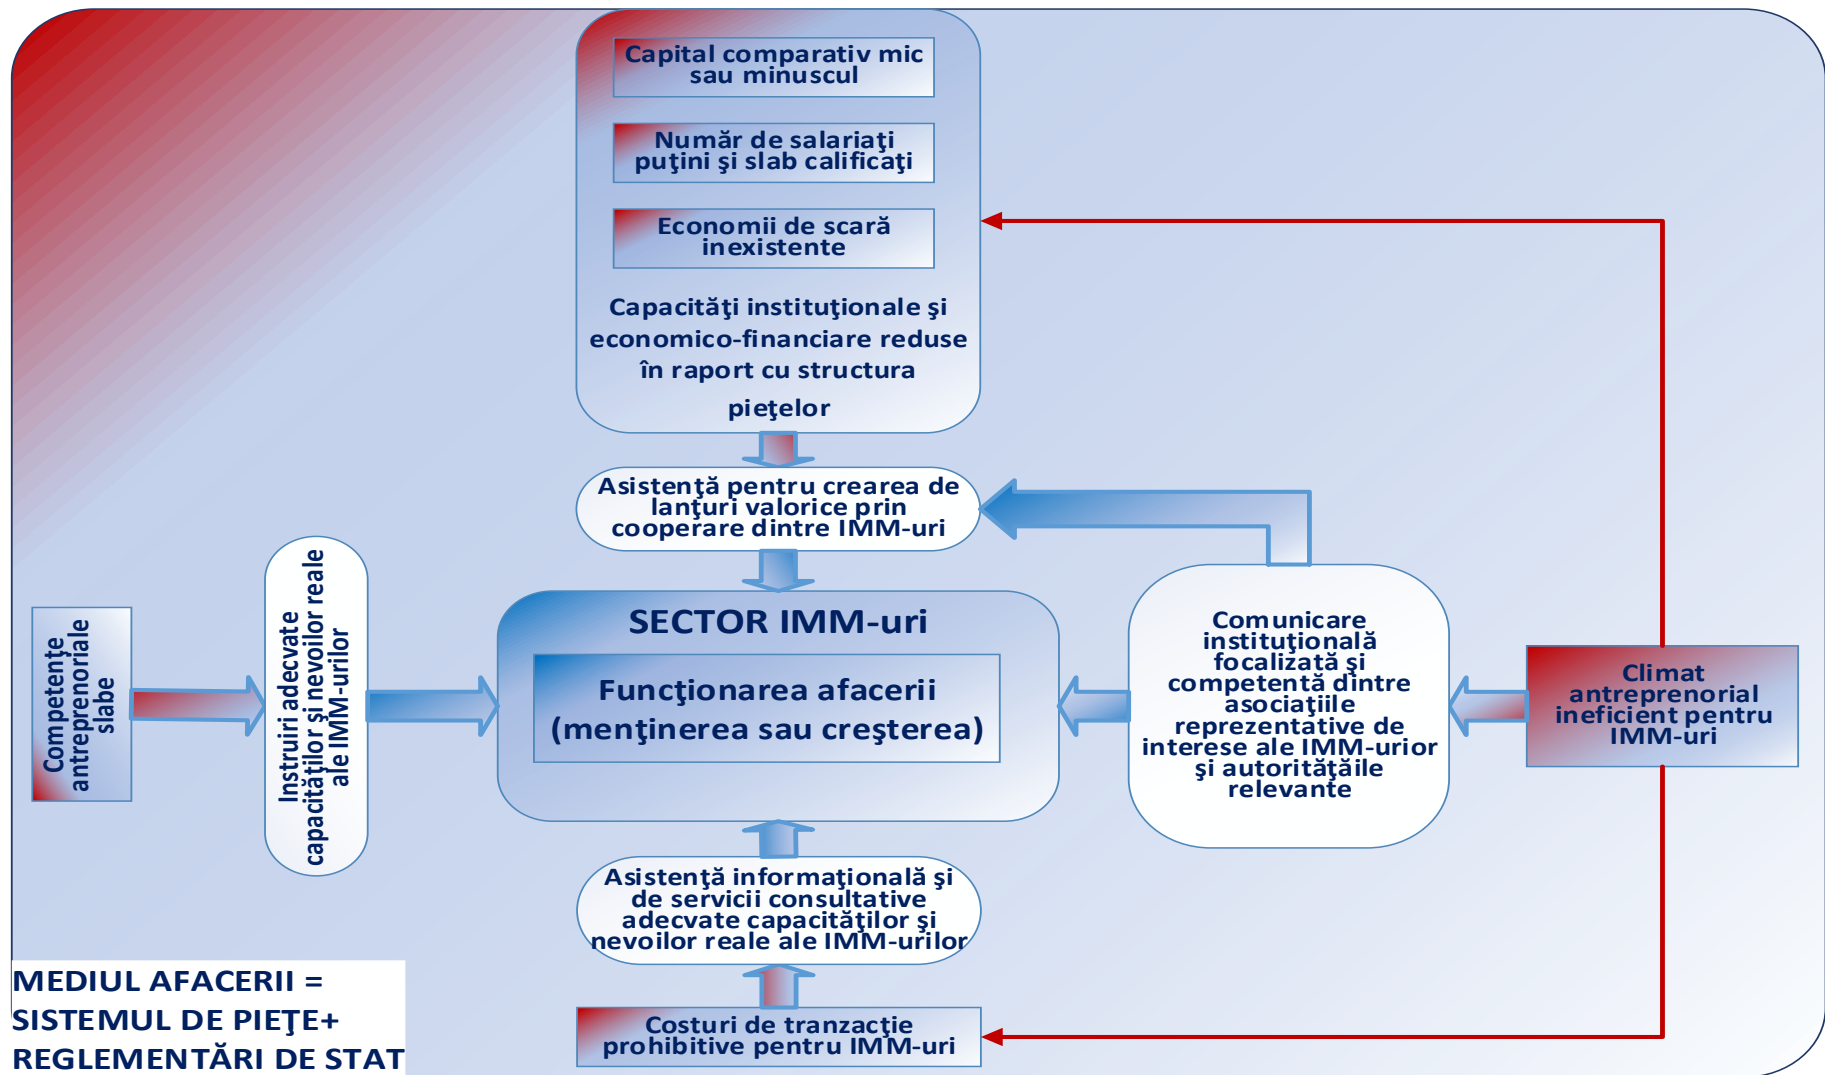 Capital comparativ mic
sau minuscul
Număr de salariaţi
puţini şi slab calificaţi
Economii de scară
inexistente
Capacităţi instituţionale şi
economico-financiare reduse
în raport cu structura
pieţelor
Asistenţă pentru crearea de
lanţuri valorice prin
cooperare dintre IMM-uri
Competenţe
antreprenoriale
slabe
Instruiri adecvate
capacităţilor şi nevoilor reale
ale IMM-urilor
SECTOR IMM-uri
Funcţionarea afacerii
(menţinerea sau creşterea)
Comunicare
instituţională
focalizată şi
competentă dintre
asociaţiile
reprezentative de
interese ale IMM-urior
şi autorităţăile
relevante
Climat
antreprenorial
ineficient pentru
IMM-uri
Asistenţă informaţională şi
de servicii consultative
adecvate capacităţilor şi
nevoilor reale ale IMM-urilor
Costuri de tranzacţie
prohibitive pentru IMM-uri
MEDIUL AFACERII =
SISTEMUL DE PIEŢE+
REGLEMENTĂRI DE STAT